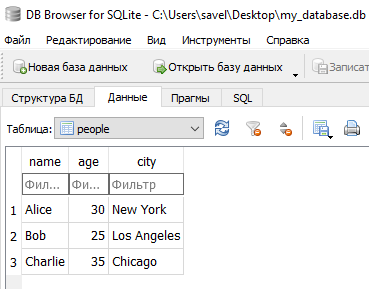 DB Browser for SQLite - C:\Users\savel\Desktop\my_database.db
Файл Редактирование Вид Инструменты Справка
Новая база данных Открыть базу данных Записат
Структура БД Данные Прагмы SQL
Таблица: people
name age city
Фил... Фи... Фильтр
1 Alice 30 New York
2 Bob 25 Los Angeles
3 Charlie 35 Chicago